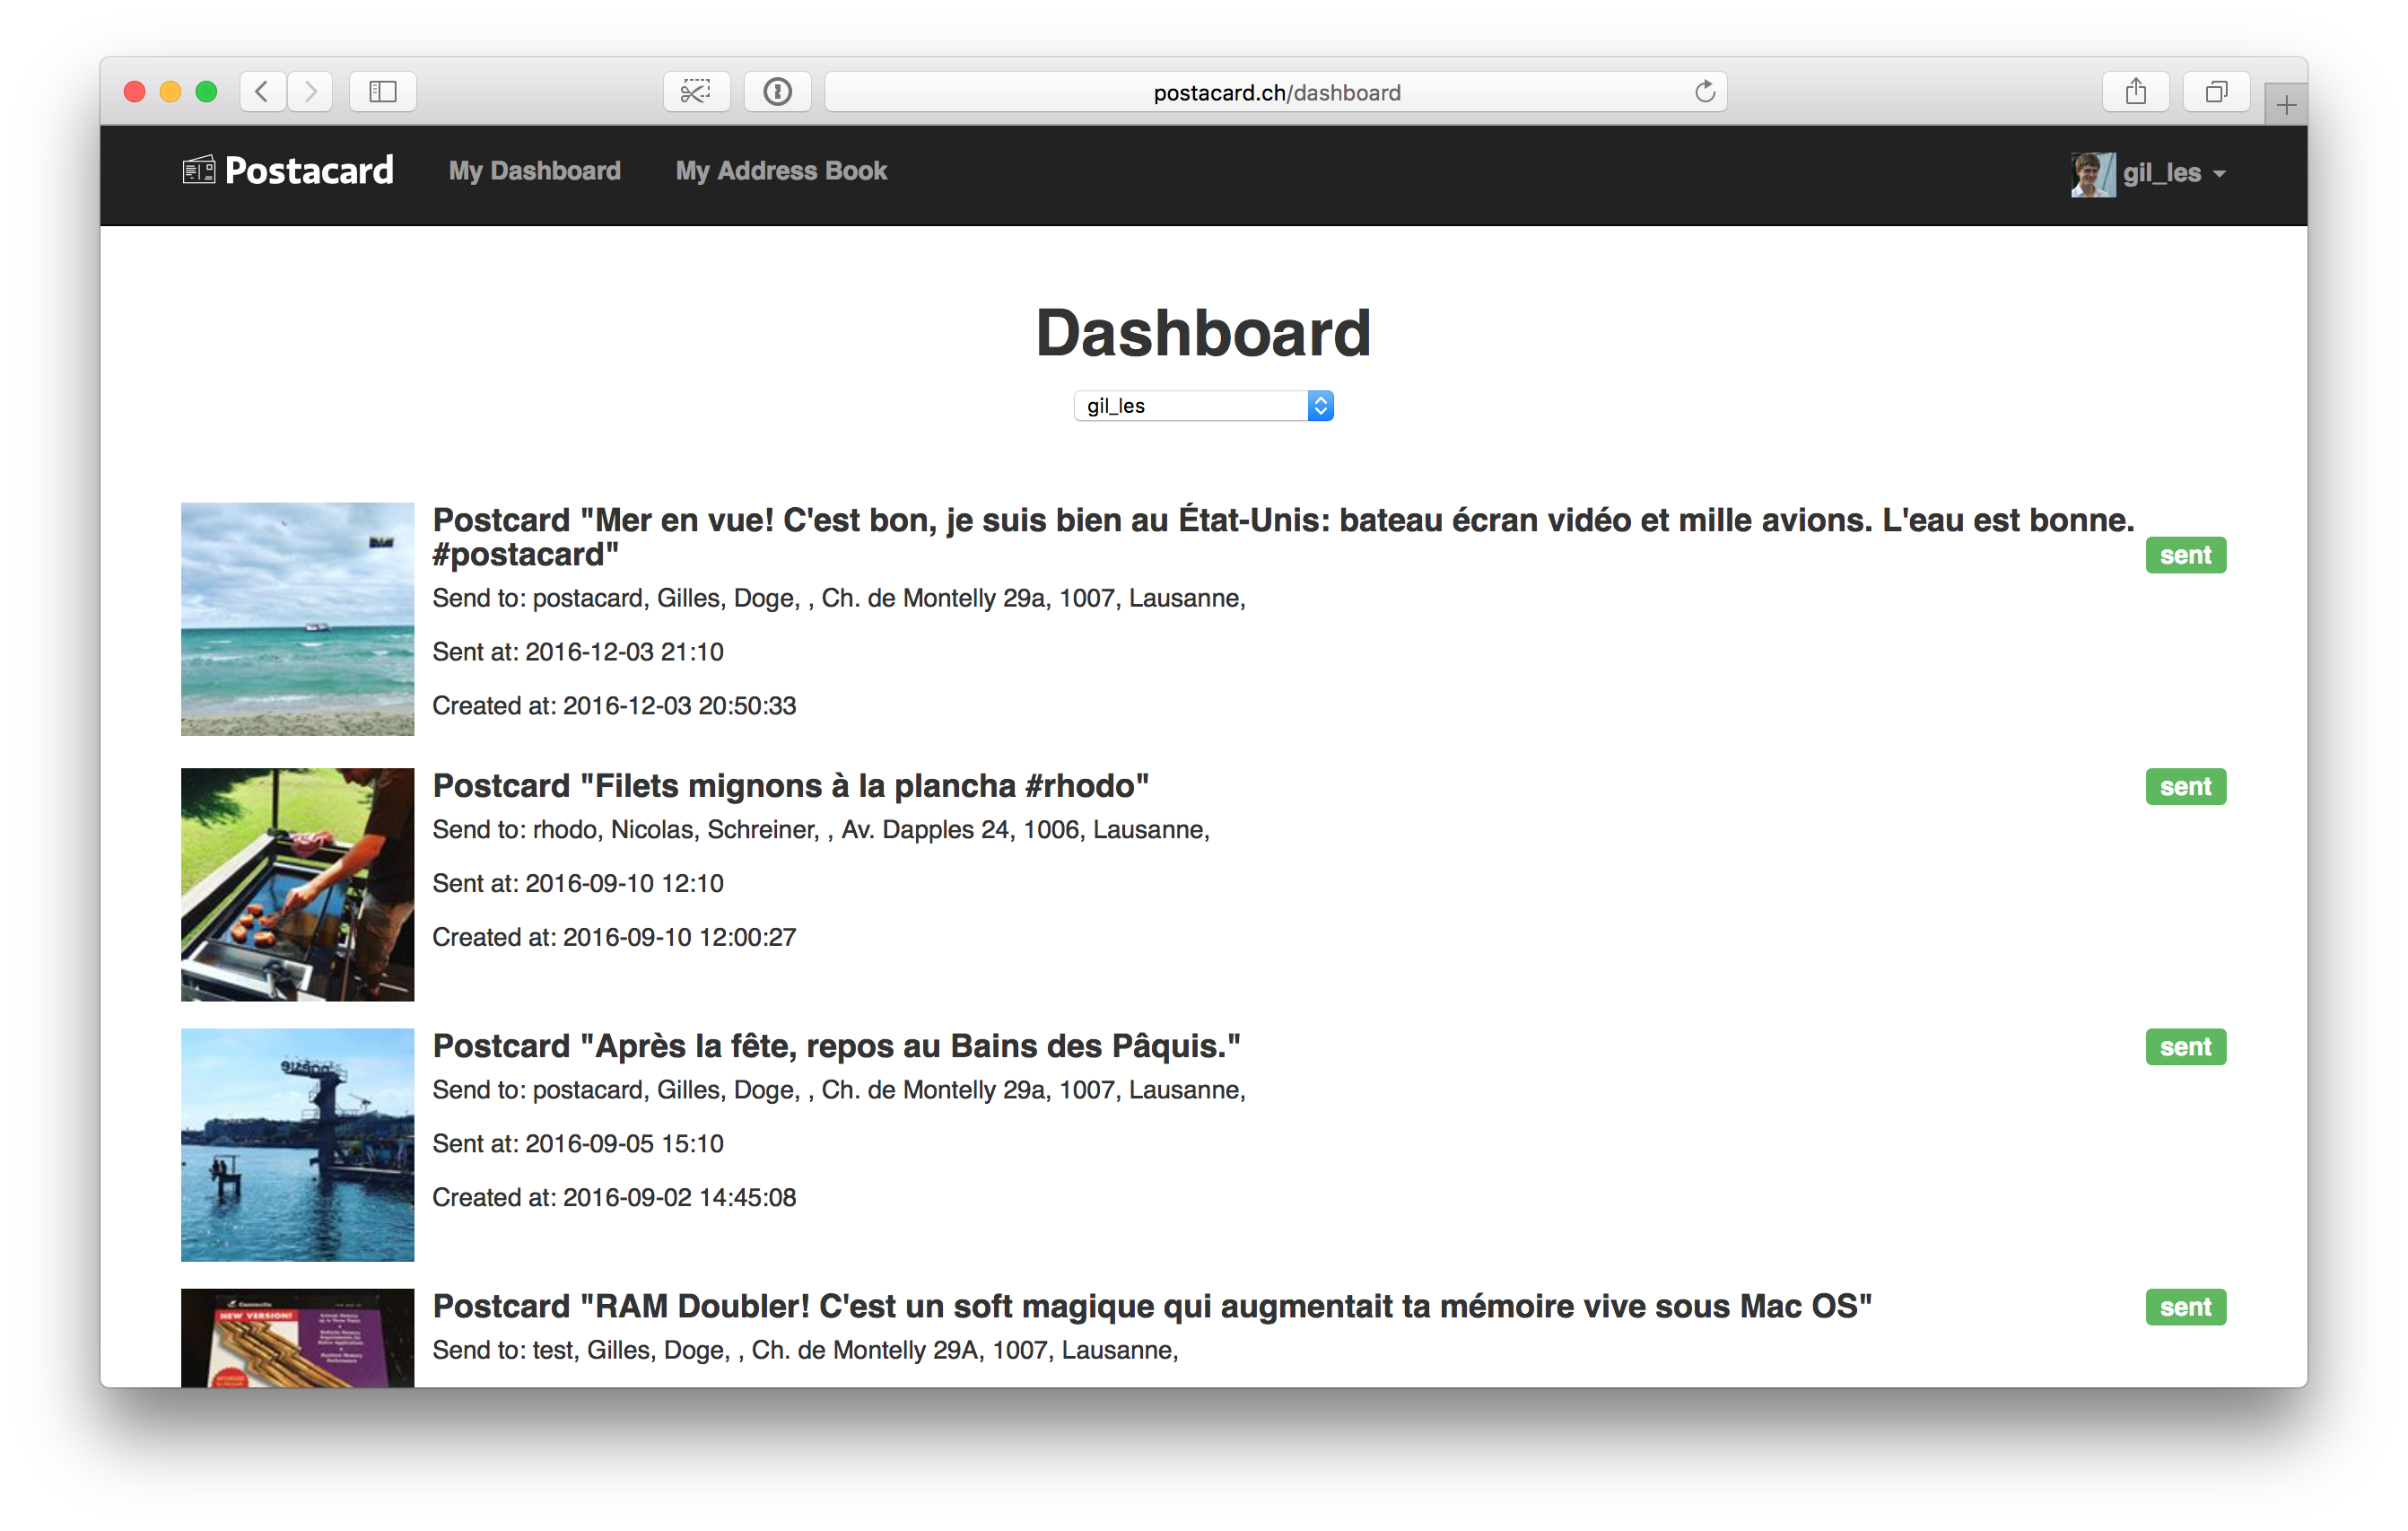 postacard.ch/dashboard
Postacard
My Dashboard
My Address Book
gil_les
Dashboard
gil_les
Postcard "Mer en vue! C'est bon, je suis bien au État-Unis: bateau écran vidéo et mille avions. L'eau est bonne.
#postacard"
sent
Send to: postacard, Gilles, Doge, , Ch. de Montelly 29a, 1007, Lausanne,
Sent at: 2016-12-03 21:10
Created at: 2016-12-03 20:50:33
Postcard "Filets mignons à la plancha #rhodo"
sent
Send to: rhodo, Nicolas, Schreiner, , Av. Dapples 24, 1006, Lausanne,
Sent at: 2016-09-10 12:10
Created at: 2016-09-10 12:00:27
Postcard "Après la fête, repos au Bains des Pâquis."
sent
Send to: postacard, Gilles, Doge, , Ch. de Montelly 29a, 1007, Lausanne,
Sent at: 2016-09-05 15:10
Created at: 2016-09-02 14:45:08
Postcard "RAM Doubler! C'est un soft magique qui augmentait ta mémoire vive sous Mac OS"
sent
Send to: test, Gilles, Doge, , Ch. de Montelly 29A, 1007, Lausanne,
Connectix
NEW VERSION!